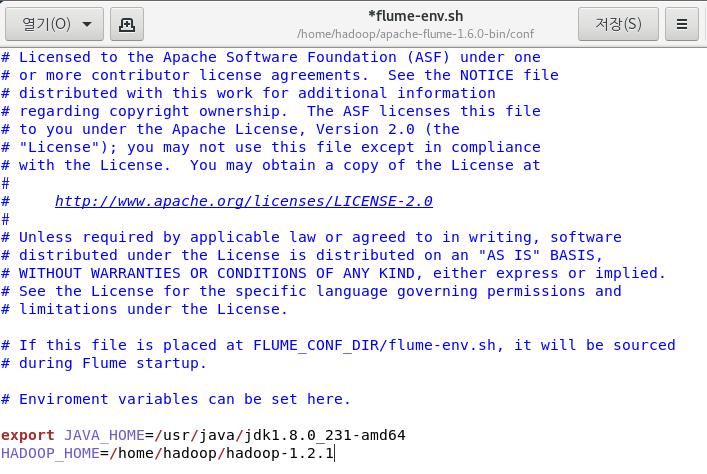 열기(O)
*flume-env.sh
/home/hadoop/apache-flume-1.6.0-bin/conf
저장(S)
# Licensed to the Apache Software Foundation (ASF) under one
# or more contributor license agreements.  See the NOTICE file
# distributed with this work for additional information
# regarding copyright ownership.  The ASF licenses this file
# to you under the Apache License, Version 2.0 (the
# "License"); you may not use this file except in compliance
# with the License.  You may obtain a copy of the License at
#
#     http://www.apache.org/licenses/LICENSE-2.0
#
# Unless required by applicable law or agreed to in writing, software
# distributed under the License is distributed on an "AS IS" BASIS,
# WITHOUT WARRANTIES OR CONDITIONS OF ANY KIND, either express or implied.
# See the License for the specific language governing permissions and
# limitations under the License.
# If this file is placed at FLUME_CONF_DIR/flume-env.sh, it will be sourced
# during Flume startup.
# Enviroment variables can be set here.
export JAVA_HOME=/usr/java/jdk1.8.0_231-amd64
HADOOP_HOME=/home/hadoop/hadoop-1.2.1